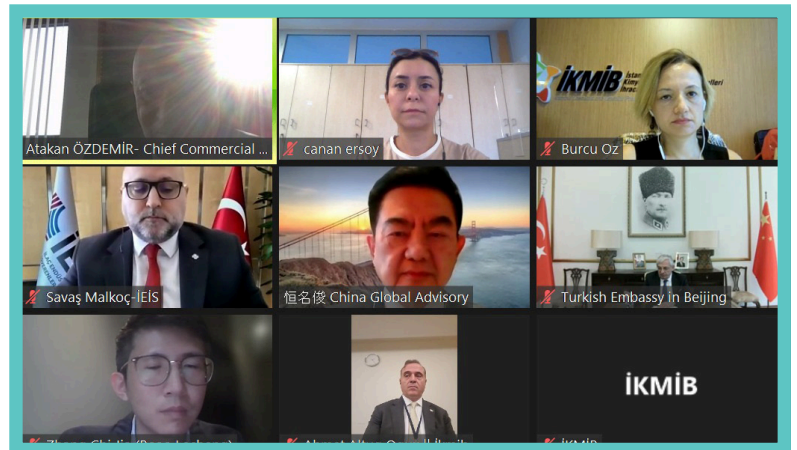 Atakan ÖZDEMİR- Chief Commercial ...
canan ersoy
İKMİB
Burcu Oz
Savaş Malkoç-İEİS
恒名俊 China Global Advisory
Turkish Embassy in Beijing
İKMİB
İKMİB